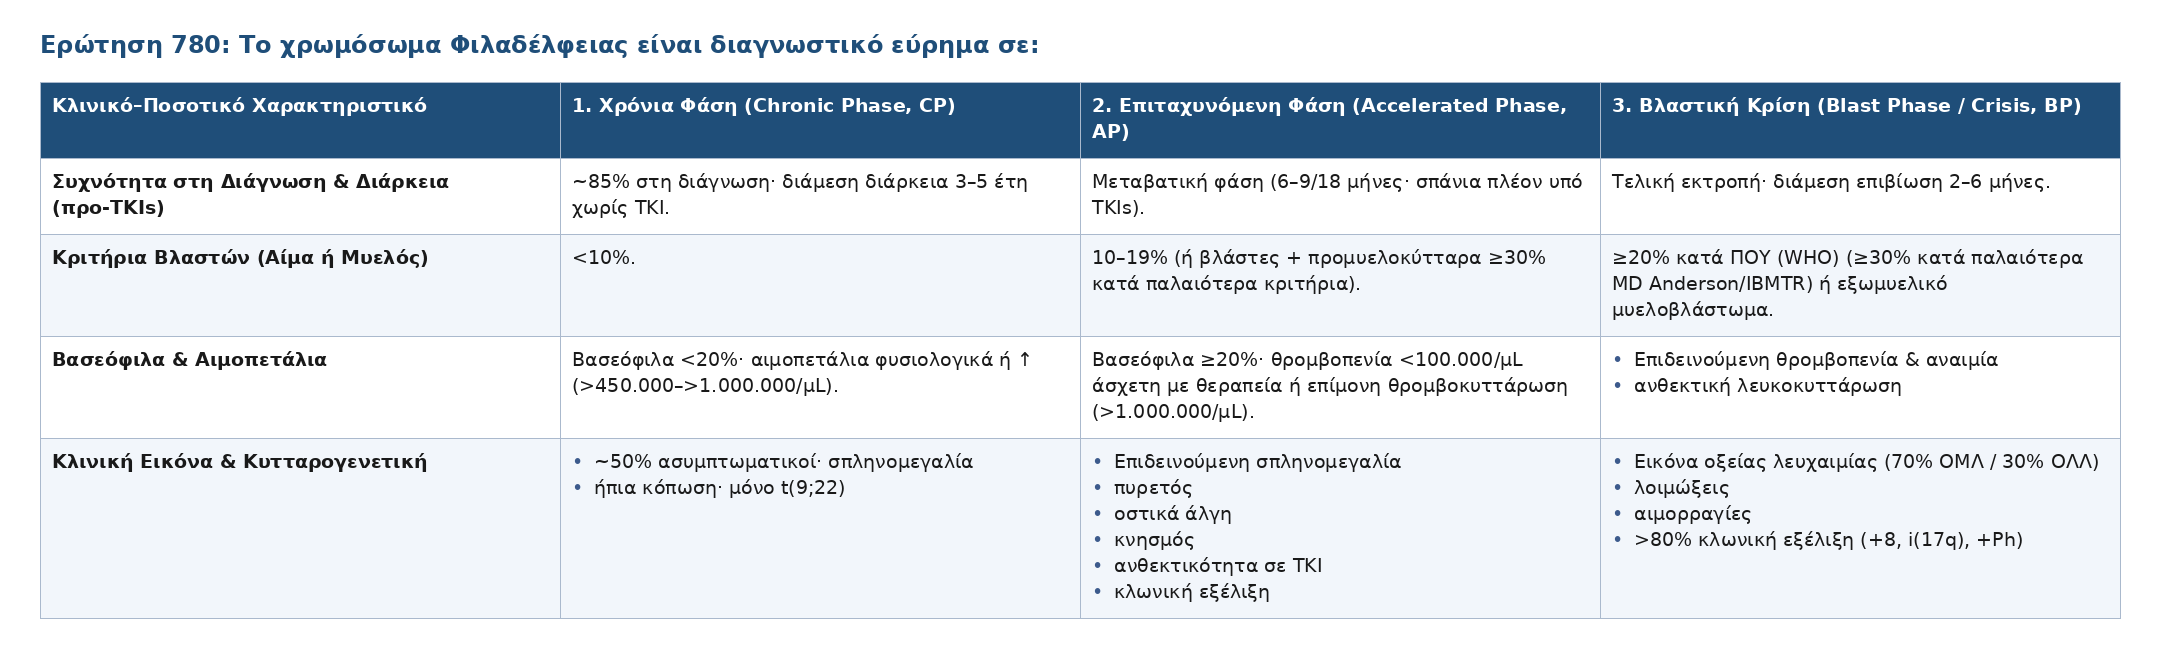 Ερώτηση 780: Το χρωμόσωμα Φιλαδέλφειας είναι διαγνωστικό εύρημα σε:
Κλινικό–Ποσοτικό Χαρακτηριστικό
1. Χρόνια Φάση (Chronic Phase, CP)
2. Επιταχυνόμενη Φάση (Accelerated Phase,
AP)
3. Βλαστική Κρίση (Blast Phase / Crisis, BP)
Συχνότητα στη Διάγνωση & Διάρκεια
(προ-TKIs)
~85% στη διάγνωση· διάμεση διάρκεια 3–5 έτη
χωρίς TKI.
Μεταβατική φάση (6–9/18 μήνες· σπάνια πλέον υπό
TKIs).
Τελική εκτροπή· διάμεση επιβίωση 2–6 μήνες.
Κριτήρια Βλαστών (Αίμα ή Μυελός)
<10%.
10–19% (ή βλάστες + προμυελοκύτταρα ≥30%
κατά παλαιότερα κριτήρια).
≥20% κατά ΠΟΥ (WHO) (≥30% κατά παλαιότερα
MD Anderson/IBMTR) ή εξωμυελικό
μυελοβλάστωμα.
Βασεόφιλα & Αιμοπετάλια
Βασεόφιλα <20%· αιμοπετάλια φυσιολογικά ή ↑
(>450.000–>1.000.000/μL).
Βασεόφιλα ≥20%· θρομβοπενία <100.000/μL
άσχετη με θεραπεία ή επίμονη θρομβοκυττάρωση
(>1.000.000/μL).
• Επιδεινούμενη θρομβοπενία & αναιμία
• ανθεκτική λευκοκυττάρωση
Κλινική Εικόνα & Κυτταρογενετική
• ~50% ασυμπτωματικοί· σπληνομεγαλία
• ήπια κόπωση· μόνο t(9;22)
• Επιδεινούμενη σπληνομεγαλία
• πυρετός
• οστικά άλγη
• κνησμός
• ανθεκτικότητα σε TKI
• κλωνική εξέλιξη
• Εικόνα οξείας λευχαιμίας (70% ΟΜΛ / 30% ΟΛΛ)
• λοιμώξεις
• αιμορραγίες
• >80% κλωνική εξέλιξη (+8, i(17q), +Ph)